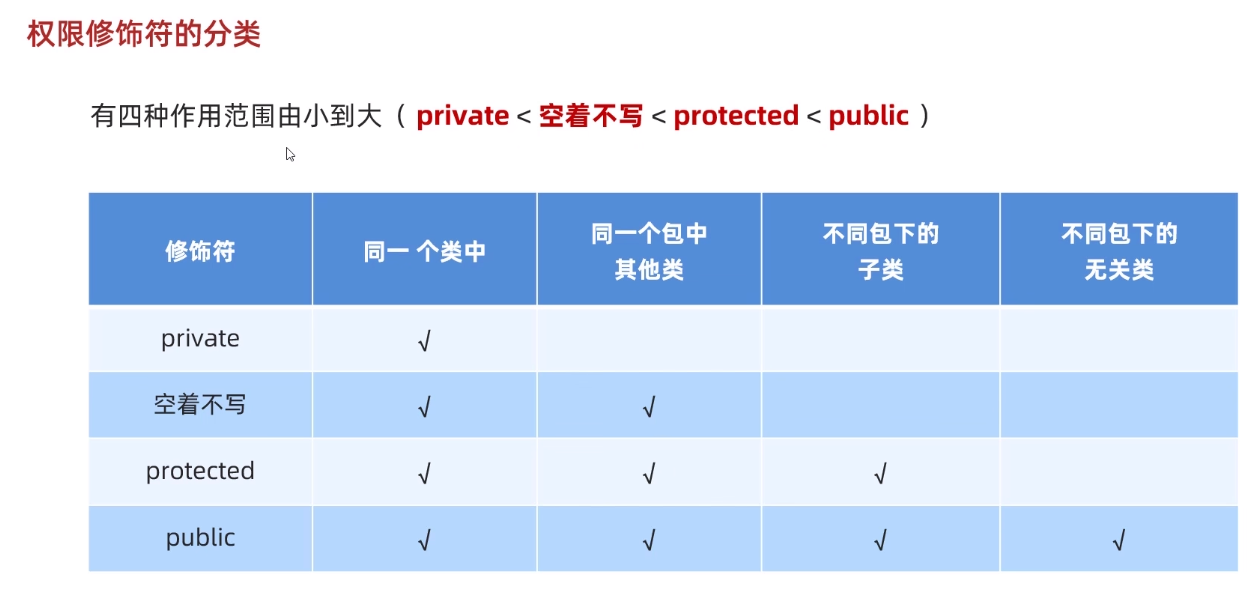 权限修饰符的分类
有四种作用范围由小到大（ private < 空着不写 < protected < public ）
修饰符 同一 个类中 同一个包中 不同包下的 不同包下的
其他类 子类 无关类
private √
空着不写 √ √
protected √ √ √
public √ √ √ √